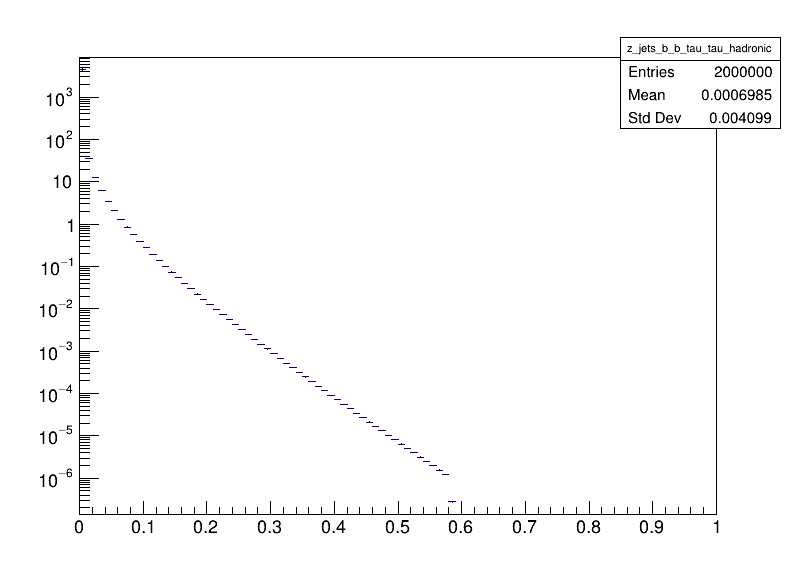 z_jets_b_b_tau_tau_hadronic
Entries 2000000
Mean 0.0006985
Std Dev 0.004099
10³
10²
10
1
10⁻¹
10⁻²
10⁻³
10⁻⁴
10⁻⁵
10⁻⁶
0 0.1 0.2 0.3 0.4 0.5 0.6 0.7 0.8 0.9 1